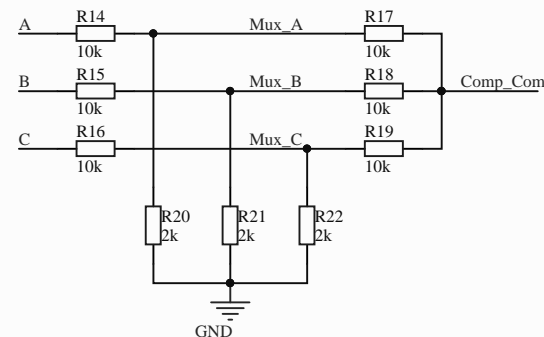 A
R14
10k
Mux_A
R17
10k
B
R15
10k
Mux_B
R18
10k
Comp_Com
C
R16
10k
Mux_C
R19
10k
R20
2k
R21
2k
R22
2k
GND